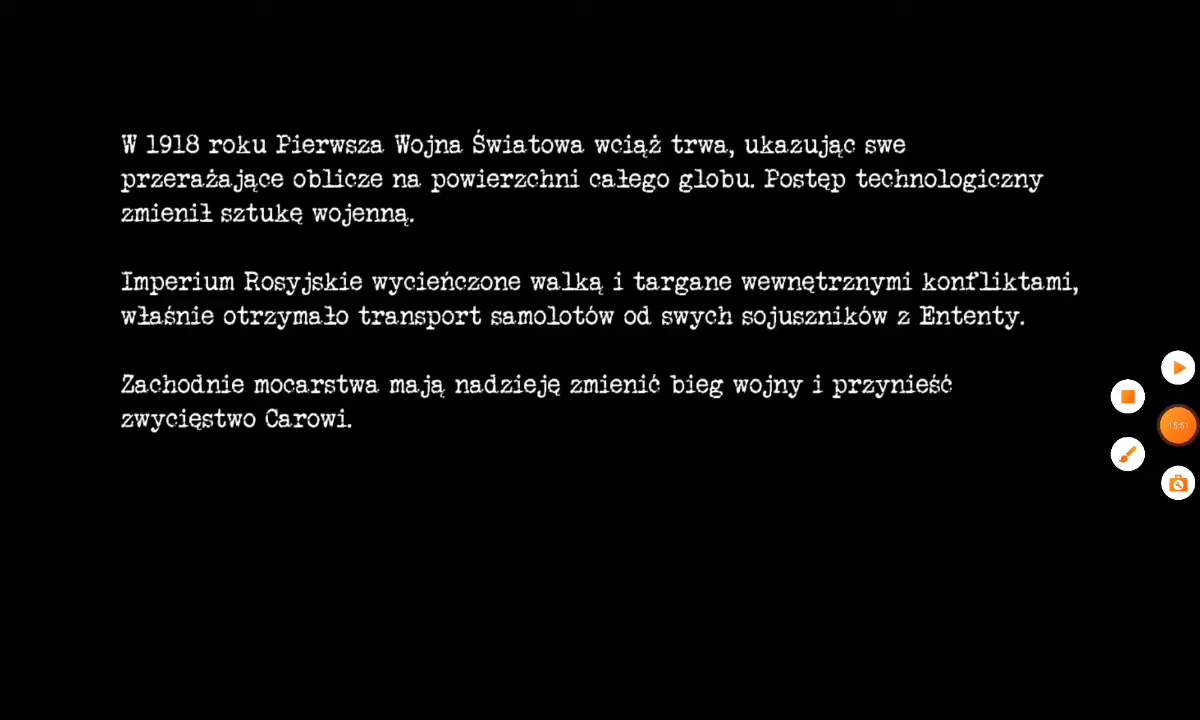 W 1918 roku Pierwsza Wojna Światowa wciąż trwa, ukazując swe
przerażające oblicze na powierzchni całego globu. Postęp technologiczny
zmienił sztukę wojenną.
Imperium Rosyjskie wycieńczone walką i targane wewnętrznymi konfliktami,
właśnie otrzymało transport samolotów od swych sojuszników z Ententy.
Zachodnie mocarstwa mają nadzieję zmienić bieg wojny i przynieść
zwycięstwo Carowi.
15:51